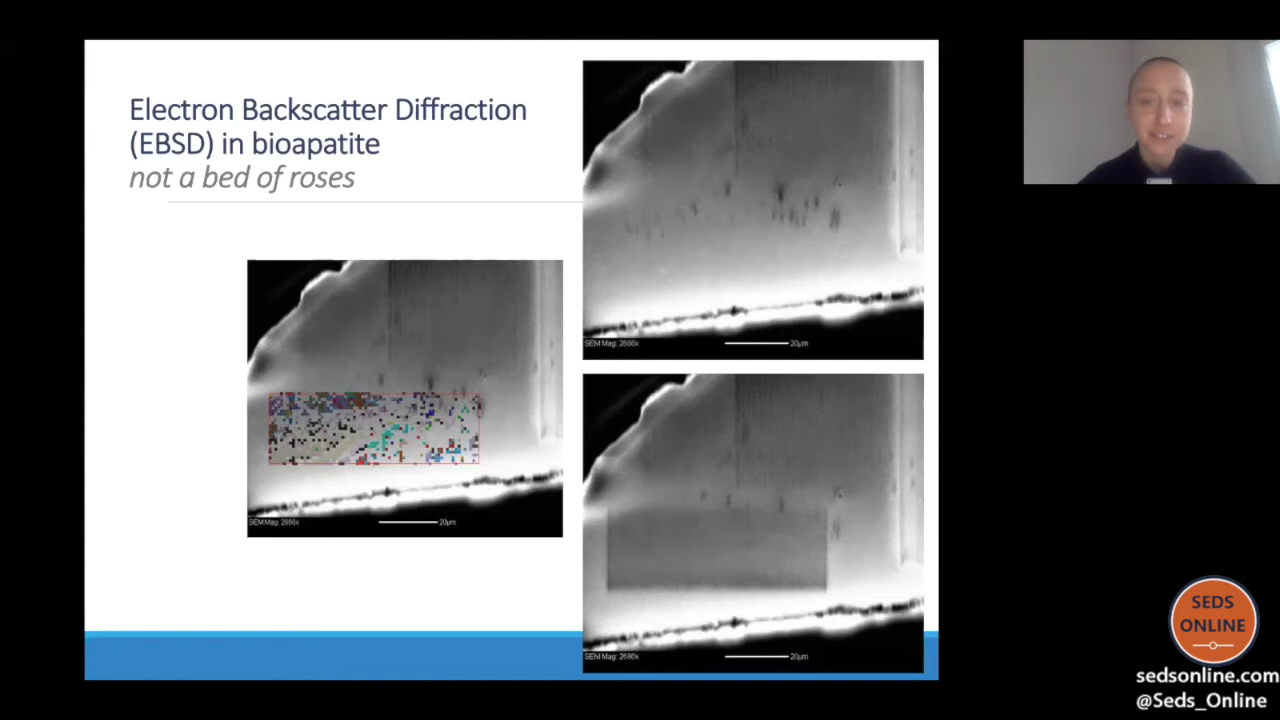 Electron Backscatter Diffraction
(EBSD) in bioapatite
not a bed of roses
SEM Mag: 2686x
20µm
SEM Mag: 2686x
20µm
SEM Mag: 2686x
20µm
SEDS
ONLINE
sedsonline.com
@Seds_Online